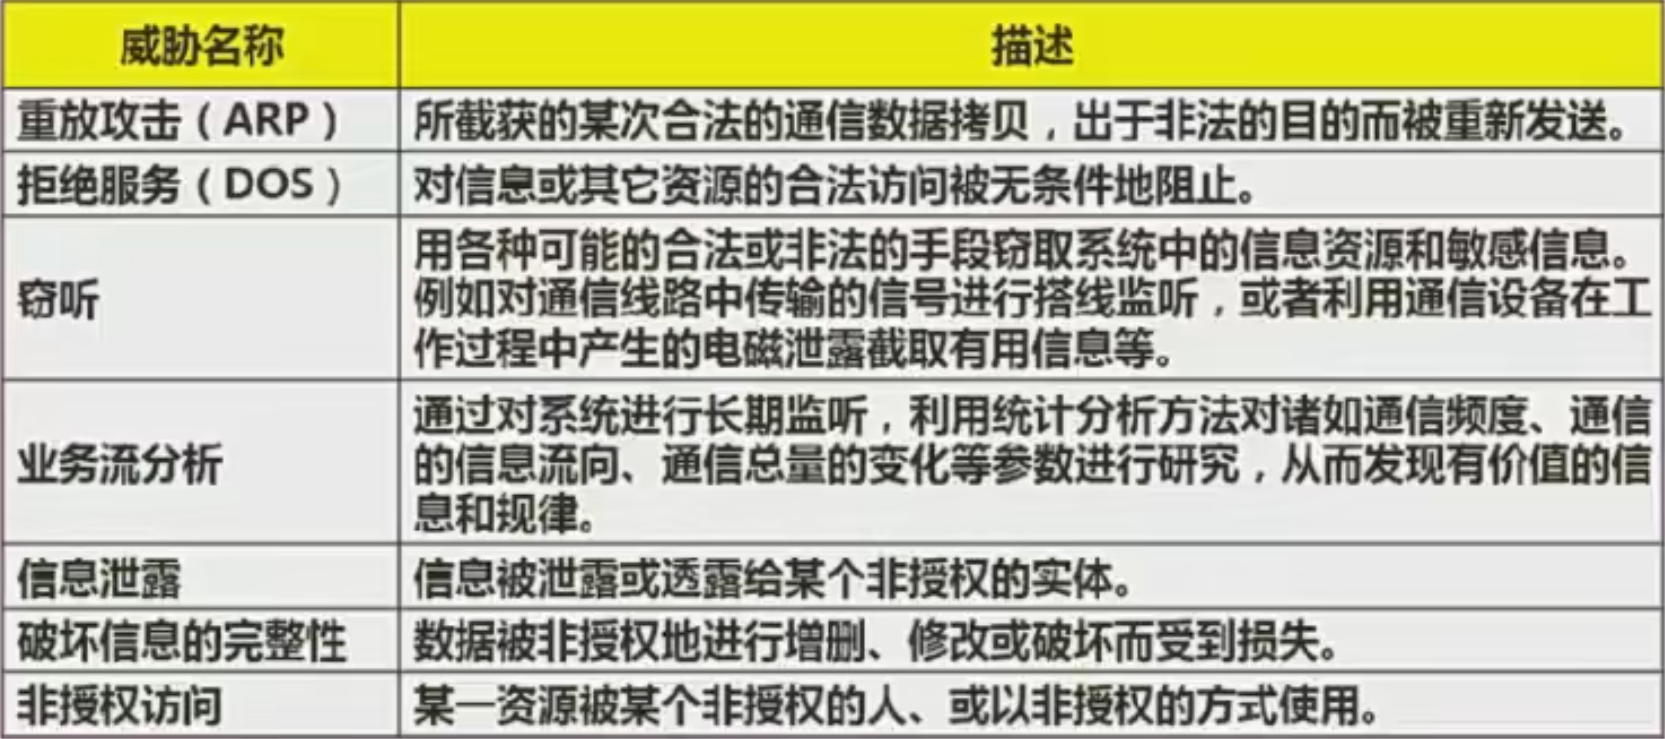 威胁名称 描述
重放攻击（ARP） 所截获的某次合法的通信数据拷贝，出于非法的目的而被重新发送。
拒绝服务（DOS） 对信息或其它资源的合法访问被无条件地阻止。
窃听
用各种可能的合法或非法的手段窃取系统中的信息资源和敏感信息。
例如对通信线路中传输的信号进行搭线监听，或者利用通信设备在工
作过程中产生的电磁泄露截取有用信息等。
业务流分析
通过对系统进行长期监听，利用统计分析方法对诸如通信频度、通信
的信息流向、通信总量的变化等参数进行研究，从而发现有价值的信
息和规律。
信息泄露 信息被泄露或透露给某个非授权的实体。
破坏信息的完整性 数据被非授权地进行增删、修改或破坏而受到损失。
非授权访问 某一资源被某个非授权的人、或以非授权的方式使用。